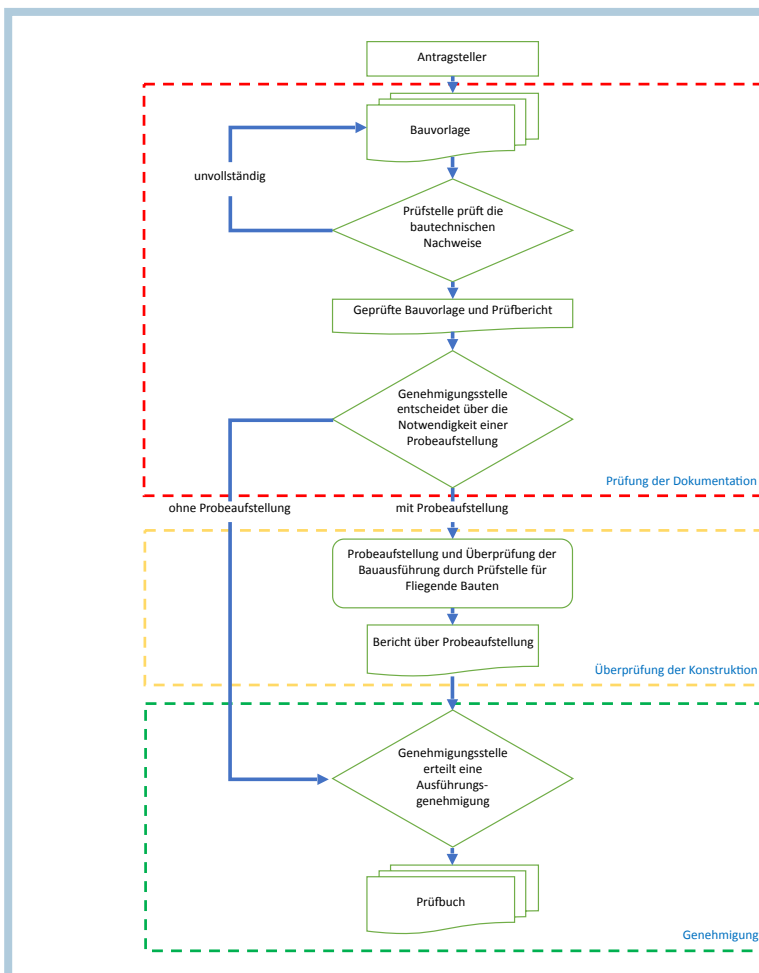 Antragsteller
Bauvorlage
unvollständig
Prüfstelle prüft die
bautechnischen
Nachweise
Geprüfte Bauvorlage und Prüfbericht
Genehmigungsstelle
entscheidet über die
Notwendigkeit einer
Probeaufstellung
Prüfung der Dokumentation
ohne Probeaufstellung
mit Probeaufstellung
Probeaufstellung und Überprüfung der
Bauausführung durch Prüfstelle für
Fliegende Bauten
Bericht über Probeaufstellung
Überprüfung der Konstruktion
Genehmigungsstelle
erteilt eine
Ausführungs-
genehmigung
Prüfbuch
Genehmigung